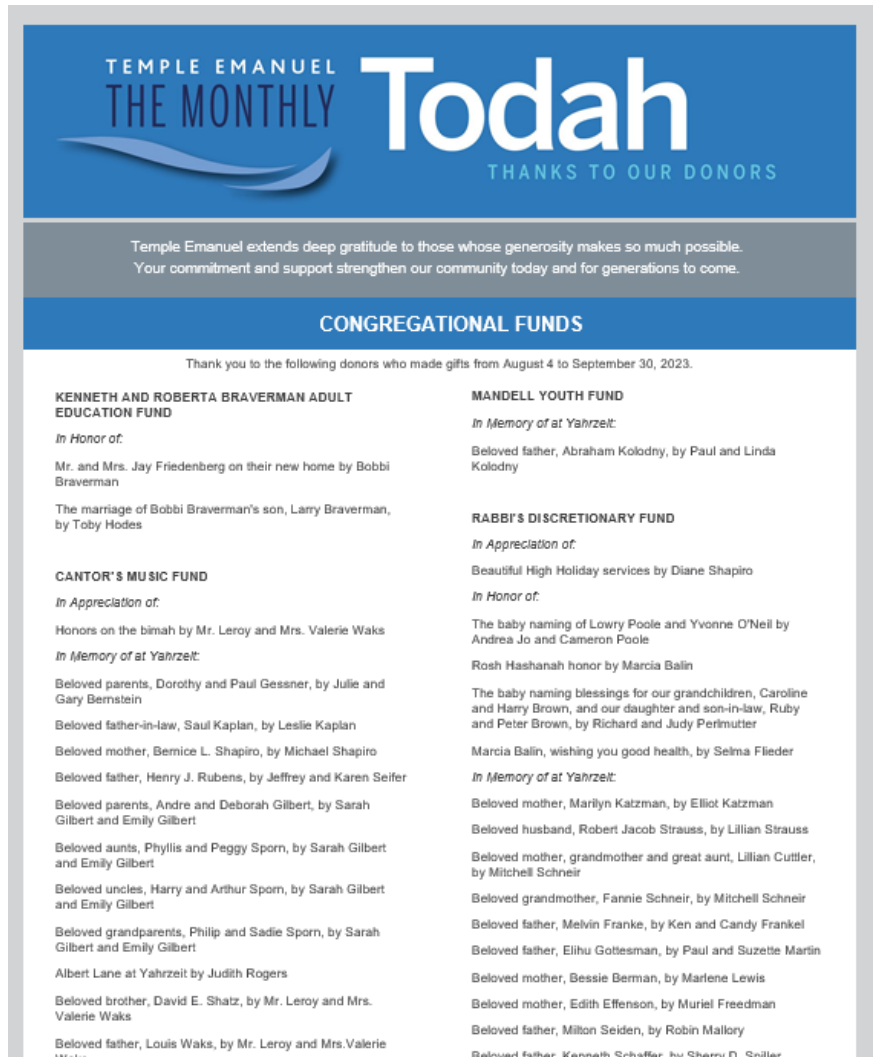 TEMPLE EMANUEL
THE MONTHLY
Todah
THANKS TO OUR DONORS
Temple Emanuel extends deep gratitude to those whose generosity makes so much possible.
Your commitment and support strengthen our community today and for generations to come.
CONGREGATIONAL FUNDS
Thank you to the following donors who made gifts from August 4 to September 30, 2023.
KENNETH AND ROBERTA BRAVERMAN ADULT
EDUCATION FUND
In Honor of:
Mr. and Mrs. Jay Friedenberg on their new home by Bobbi
Braverman
The marriage of Bobbi Braverman's son, Larry Braverman,
by Toby Hodes
CANTOR'S MUSIC FUND
In Appreciation of:
Honors on the bimah by Mr. Leroy and Mrs. Valerie Waks
In Memory of at Yahrzeit:
Beloved parents, Dorothy and Paul Gessner, by Julie and
Gary Bernstein
Beloved father-in-law, Saul Kaplan, by Leslie Kaplan
Beloved mother, Bernice L. Shapiro, by Michael Shapiro
Beloved father, Henry J. Rubens, by Jeffrey and Karen Seifer
Beloved parents, Andre and Deborah Gilbert, by Sarah
Gilbert and Emily Gilbert
Beloved aunts, Phyllis and Peggy Sporn, by Sarah Gilbert
and Emily Gilbert
Beloved uncles, Harry and Arthur Sporn, by Sarah Gilbert
and Emily Gilbert
Beloved grandparents, Philip and Sadie Sporn, by Sarah
Gilbert and Emily Gilbert
Albert Lane at Yahrzeit by Judith Rogers
Beloved brother, David E. Shatz, by Mr. Leroy and Mrs.
Valerie Waks
Beloved father, Louis Waks, by Mr. Leroy and Mrs.Valerie
MANDELL YOUTH FUND
In Memory of at Yahrzeit:
Beloved father, Abraham Kolodny, by Paul and Linda
Kolodny
RABBI'S DISCRETIONARY FUND
In Appreciation of:
Beautiful High Holiday services by Diane Shapiro
In Honor of:
The baby naming of Lowry Poole and Yvonne O'Neil by
Andrea Jo and Cameron Poole
Rosh Hashanah honor by Marcia Balin
The baby naming blessings for our grandchildren, Caroline
and Harry Brown, and our daughter and son-in-law, Ruby
and Peter Brown, by Richard and Judy Perlmutter
Marcia Balin, wishing you good health, by Selma Flieder
In Memory of at Yahrzeit:
Beloved mother, Marilyn Katzman, by Elliot Katzman
Beloved husband, Robert Jacob Strauss, by Lillian Strauss
Beloved mother, grandmother and great aunt, Lillian Cuttler,
by Mitchell Schneir
Beloved grandmother, Fannie Schneir, by Mitchell Schneir
Beloved father, Melvin Franke, by Ken and Candy Frankel
Beloved father, Elihu Gottesman, by Paul and Suzette Martin
Beloved mother, Bessie Berman, by Marlene Lewis
Beloved mother, Edith Effenson, by Muriel Freedman
Beloved father, Milton Seiden, by Robin Mallory
Beloved father, Kenneth Schaffer, by Sherry D. Spiller